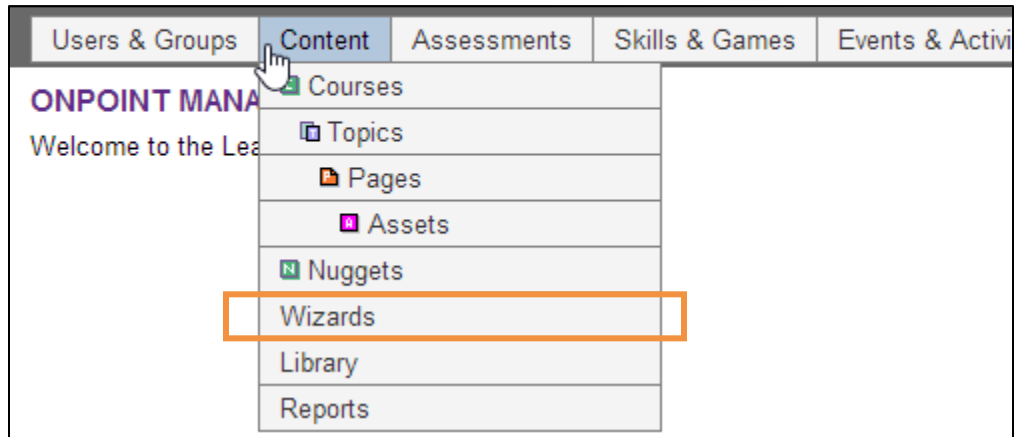 Users & Groups Content Assessments Skills & Games Events & Activi
ONPOINT MANA
Welcome to the Lea
Courses
Topics
Pages
Assets
Nuggets
Wizards
Library
Reports